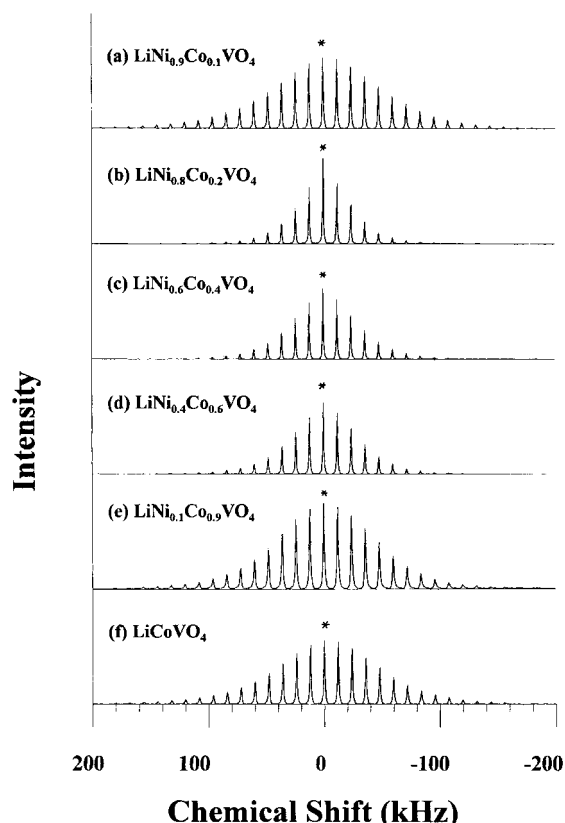 *
(a) LiNi0.9Co0.1VO4
*
(b) LiNi0.8Co0.2VO4
*
(c) LiNi0.6Co0.4VO4
*
(d) LiNi0.4Co0.6VO4
*
(e) LiNi0.1Co0.9VO4
*
(f) LiCoVO4
Intensity
200 100 0 -100 -200
Chemical Shift (kHz)